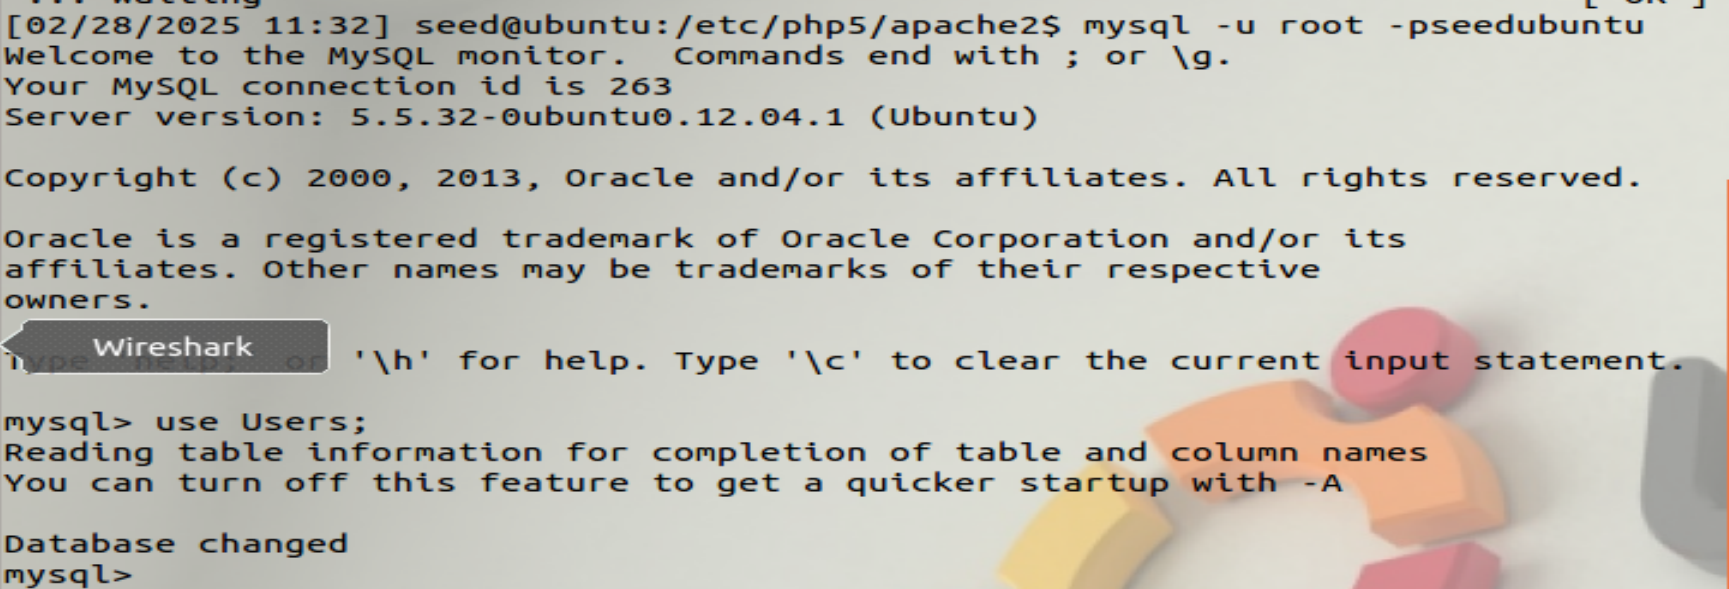 [02/28/2025 11:32] seed@ubuntu:/etc/php5/apache2$ mysql -u root -pseedubuntu
Welcome to the MySQL monitor.  Commands end with ; or \g.
Your MySQL connection id is 263
Server version: 5.5.32-0ubuntu0.12.04.1 (Ubuntu)
Copyright (c) 2000, 2013, Oracle and/or its affiliates. All rights reserved.
Oracle is a registered trademark of Oracle Corporation and/or its
affiliates. Other names may be trademarks of their respective
owners.
Wireshark
Type 'help;' or '\h' for help. Type '\c' to clear the current input statement.
mysql> use Users;
Reading table information for completion of table and column names
You can turn off this feature to get a quicker startup with -A
Database changed
mysql>